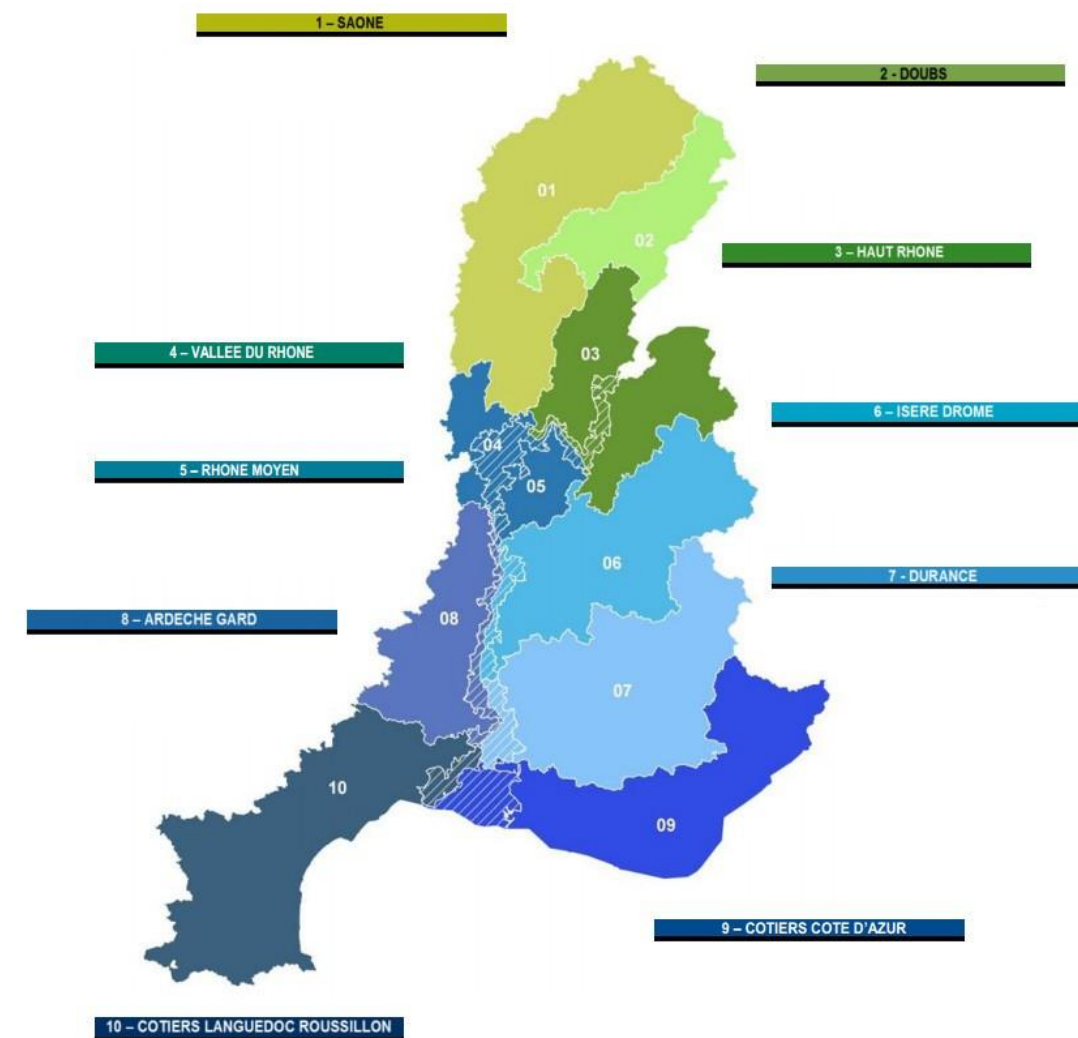 1 – SAONE
2 - DOUBS
01
02
3 – HAUT RHONE
4 – VALLEE DU RHONE
03
6 – ISERE DROME
04
5 – RHONE MOYEN
05
06
7 - DURANCE
8 – ARDECHE GARD
08
07
10
09
9 – COTIERS COTE D'AZUR
10 – COTIERS LANGUEDOC ROUSSILLON